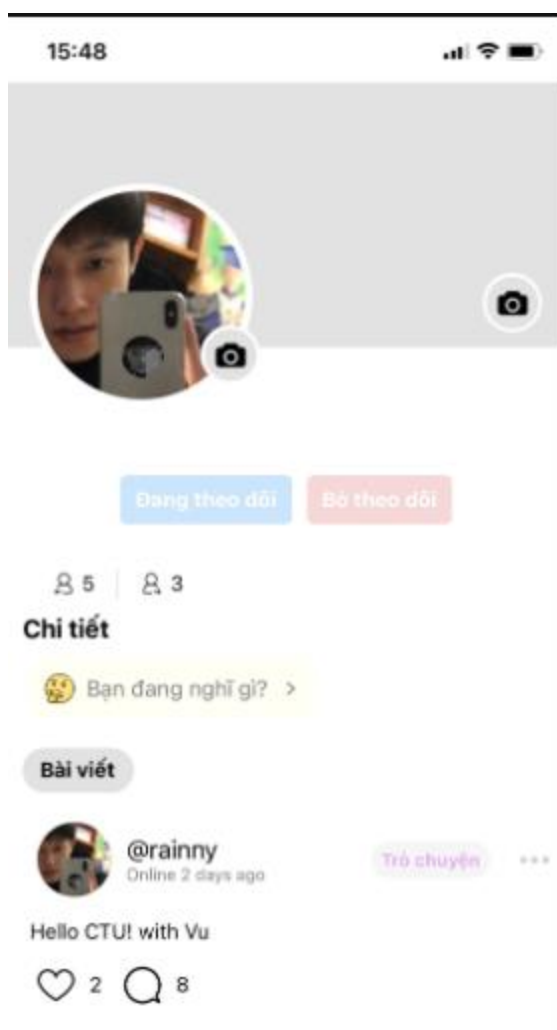 15:48
Đang theo dõi
Bỏ theo dõi
5
3
Chi tiết
Bạn đang nghĩ gì? >
Bài viết
@rainny
Online 2 days ago
Trò chuyện
Hello CTU! with Vu
2
8